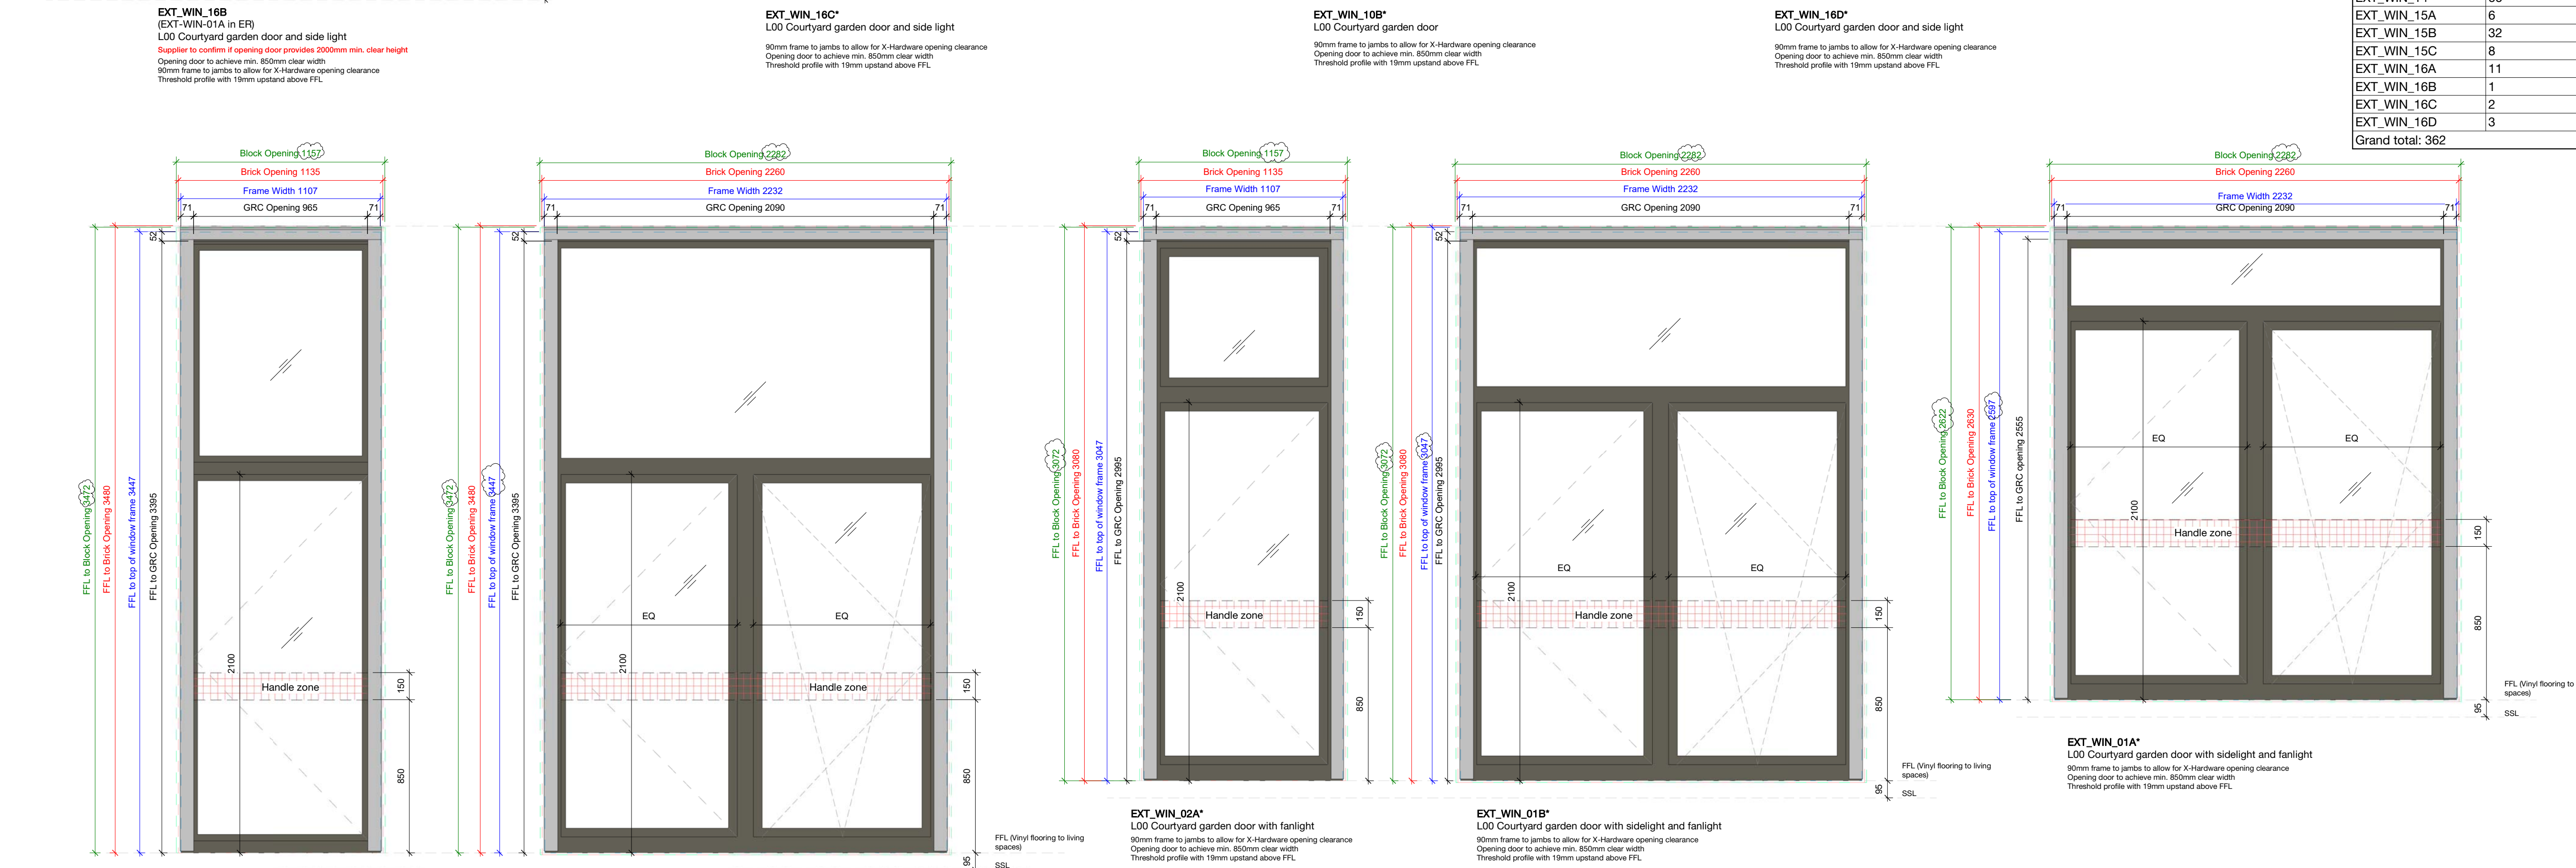 EXT_WIN_16B
(EXT-WIN-01A in ER)
L00 Courtyard garden door and side light
Supplier to confirm if opening door provides 2000mm min. clear height
Opening door to achieve min. 850mm clear width
90mm frame to jambs to allow for X-Hardware opening clearance
Threshold profile with 19mm upstand above FFL
EXT_WIN_16C*
L00 Courtyard garden door and side light
90mm frame to jambs to allow for X-Hardware opening clearance
Opening door to achieve min. 850mm clear width
Threshold profile with 19mm upstand above FFL
EXT_WIN_10B*
L00 Courtyard garden door
90mm frame to jambs to allow for X-Hardware opening clearance
Opening door to achieve min. 850mm clear width
Threshold profile with 19mm upstand above FFL
EXT_WIN_16D*
L00 Courtyard garden door and side light
90mm frame to jambs to allow for X-Hardware opening clearance
Opening door to achieve min. 850mm clear width
Threshold profile with 19mm upstand above FFL
EXT_WIN_15A 6
EXT_WIN_15B 32
EXT_WIN_15C 8
EXT_WIN_16A 11
EXT_WIN_16B 1
EXT_WIN_16C 2
EXT_WIN_16D 3
Grand total: 362
Block Opening 1157
Brick Opening 1135
Frame Width 1107
71 GRC Opening 965 71
52
FFL to Block Opening 3472
FFL to Brick Opening 3480
FFL to top of window frame 3447
FFL to GRC Opening 3395
2100
Handle zone
150
850
Block Opening 2282
Brick Opening 2260
Frame Width 2232
71 GRC Opening 2090 71
52
FFL to Block Opening 3472
FFL to Brick Opening 3480
FFL to top of window frame 3447
FFL to GRC Opening 3395
EQ EQ
2100
Handle zone
150
850
FFL (Vinyl flooring to living
spaces)
95
SSL
Block Opening 1157
Brick Opening 1135
Frame Width 1107
71 GRC Opening 965 71
52
FFL to Block Opening 3072
FFL to Brick Opening 3080
FFL to top of window frame 3047
FFL to GRC Opening 2995
2100
Handle zone
150
850
EXT_WIN_02A*
L00 Courtyard garden door with fanlight
90mm frame to jambs to allow for X-Hardware opening clearance
Opening door to achieve min. 850mm clear width
Threshold profile with 19mm upstand above FFL
Block Opening 2282
Brick Opening 2260
Frame Width 2232
71 GRC Opening 2090 71
52
FFL to Block Opening 3072
FFL to Brick Opening 3080
FFL to top of window frame 3047
FFL to GRC Opening 2995
EQ EQ
2100
Handle zone
150
850
FFL (Vinyl flooring to living
spaces)
95
SSL
EXT_WIN_01B*
L00 Courtyard garden door with sidelight and fanlight
90mm frame to jambs to allow for X-Hardware opening clearance
Opening door to achieve min. 850mm clear width
Threshold profile with 19mm upstand above FFL
Block Opening 2282
Brick Opening 2260
Frame Width 2232
71 GRC Opening 2090 71
FFL to Block Opening 2622
FFL to Brick Opening 2630
FFL to top of window frame 2597
FFL to GRC opening 2555
EQ EQ
2100
Handle zone
150
850
FFL (Vinyl flooring to
spaces)
95
SSL
EXT_WIN_01A*
L00 Courtyard garden door with sidelight and fanlight
90mm frame to jambs to allow for X-Hardware opening clearance
Opening door to achieve min. 850mm clear width
Threshold profile with 19mm upstand above FFL